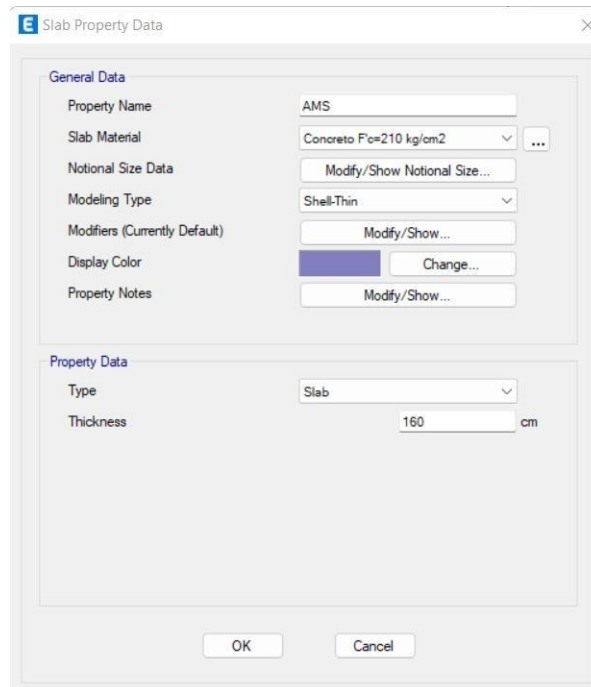 E Slab Property Data
General Data
Property Name AMS
Slab Material Concreto F'c=210 kg/cm2 ...
Notional Size Data Modify/Show Notional Size...
Modeling Type Shell-Thin
Modifiers (Currently Default) Modify/Show...
Display Color Change...
Property Notes Modify/Show...
Property Data
Type Slab
Thickness 160 cm
OK Cancel